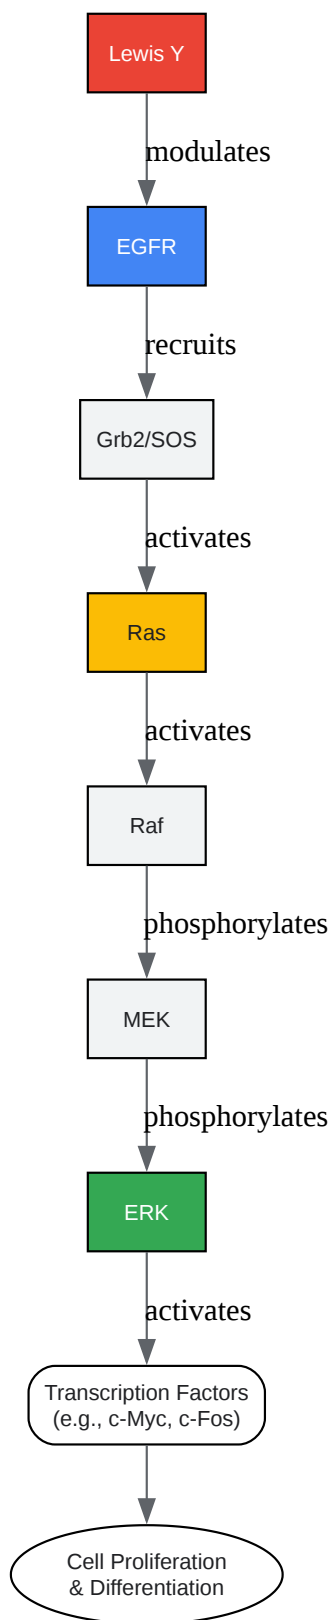 Lewis Y
modulates
EGFR
recruits
Grb2/SOS
activates
Ras
activates
Raf
phosphorylates
MEK
phosphorylates
ERK
activates
Transcription Factors
(e.g., c-Myc, c-Fos)
Cell Proliferation
& Differentiation